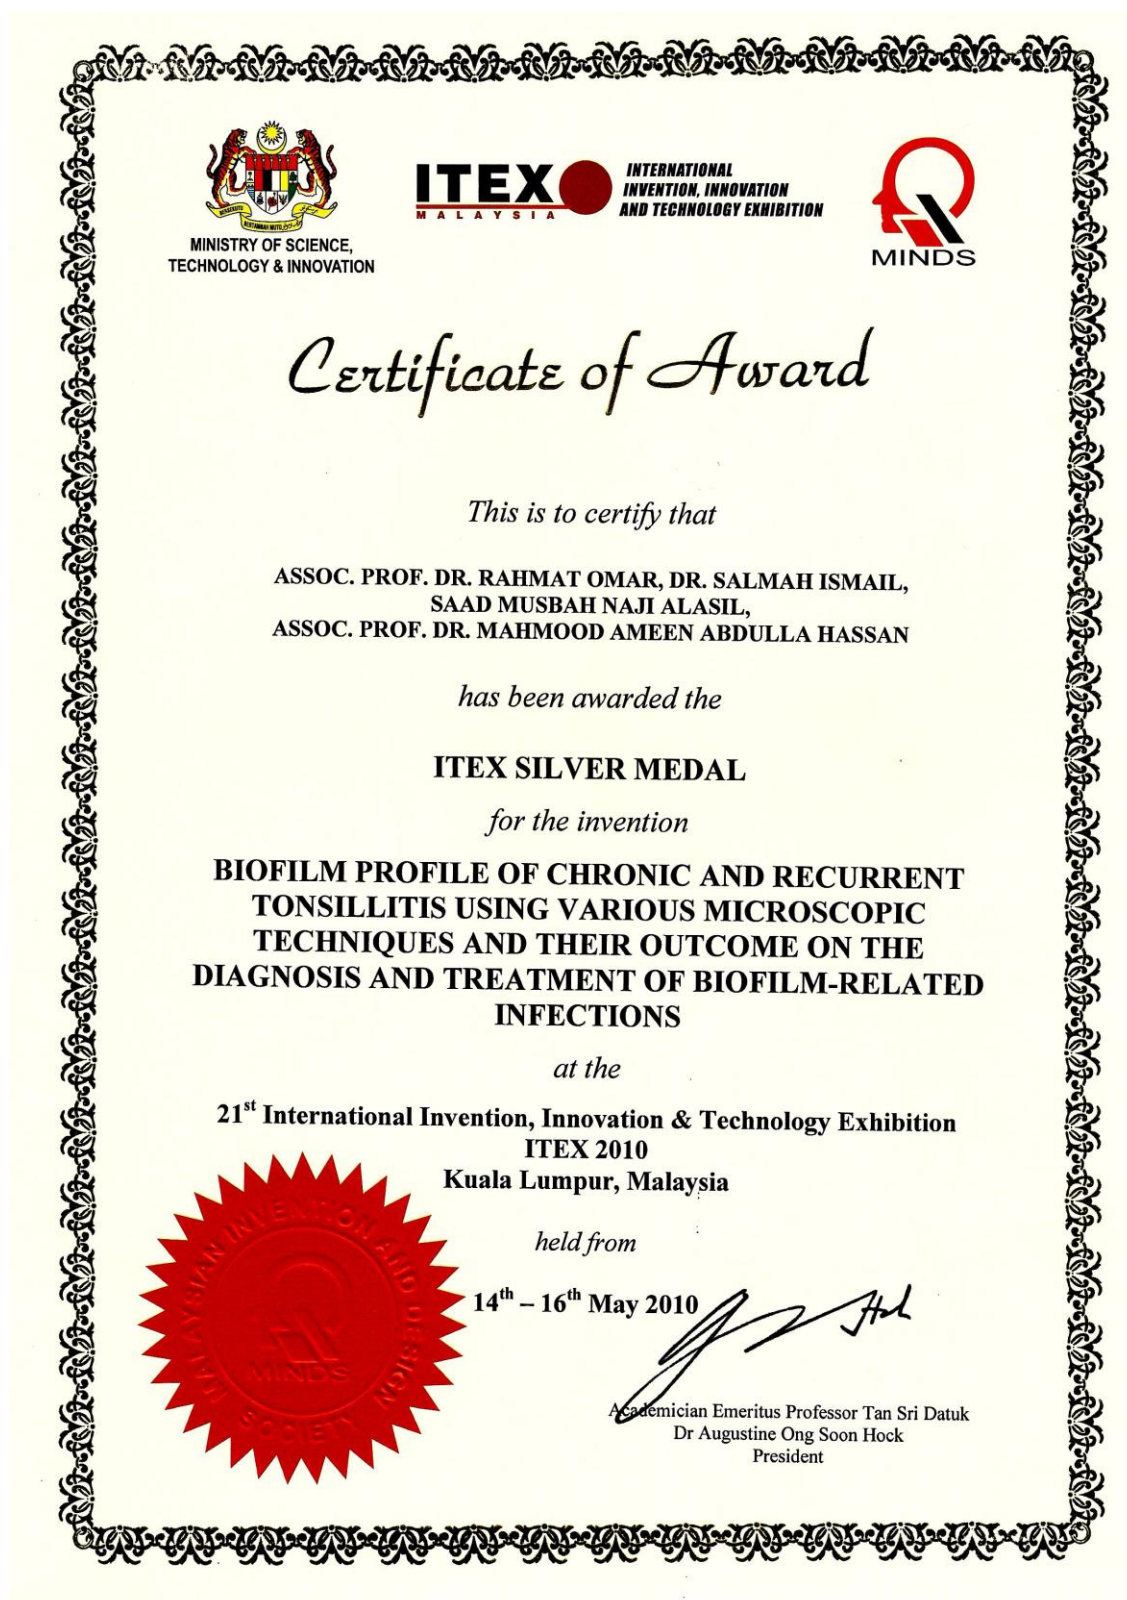 MINISTRY OF SCIENCE,
TECHNOLOGY & INNOVATION
ITEX
MALAYSIA
INTERNATIONAL
INVENTION, INNOVATION
AND TECHNOLOGY EXHIBITION
MINDS
Certificate of Award
This is to certify that
ASSOC. PROF. DR. RAHMAT OMAR, DR. SALMAH ISMAIL,
SAAD MUSBAH NAJI ALASIL,
ASSOC. PROF. DR. MAHMOOD AMEEN ABDULLA HASSAN
has been awarded the
ITEX SILVER MEDAL
for the invention
BIOFILM PROFILE OF CHRONIC AND RECURRENT
TONSILLITIS USING VARIOUS MICROSCOPIC
TECHNIQUES AND THEIR OUTCOME ON THE
DIAGNOSIS AND TREATMENT OF BIOFILM-RELATED
INFECTIONS
at the
21st International Invention, Innovation & Technology Exhibition
ITEX 2010
Kuala Lumpur, Malaysia
held from
14th – 16th May 2010
MALAYSIAN INVENTION AND DESIGN
SOCIETY
MINDS
Academician Emeritus Professor Tan Sri Datuk
Dr Augustine Ong Soon Hock
President